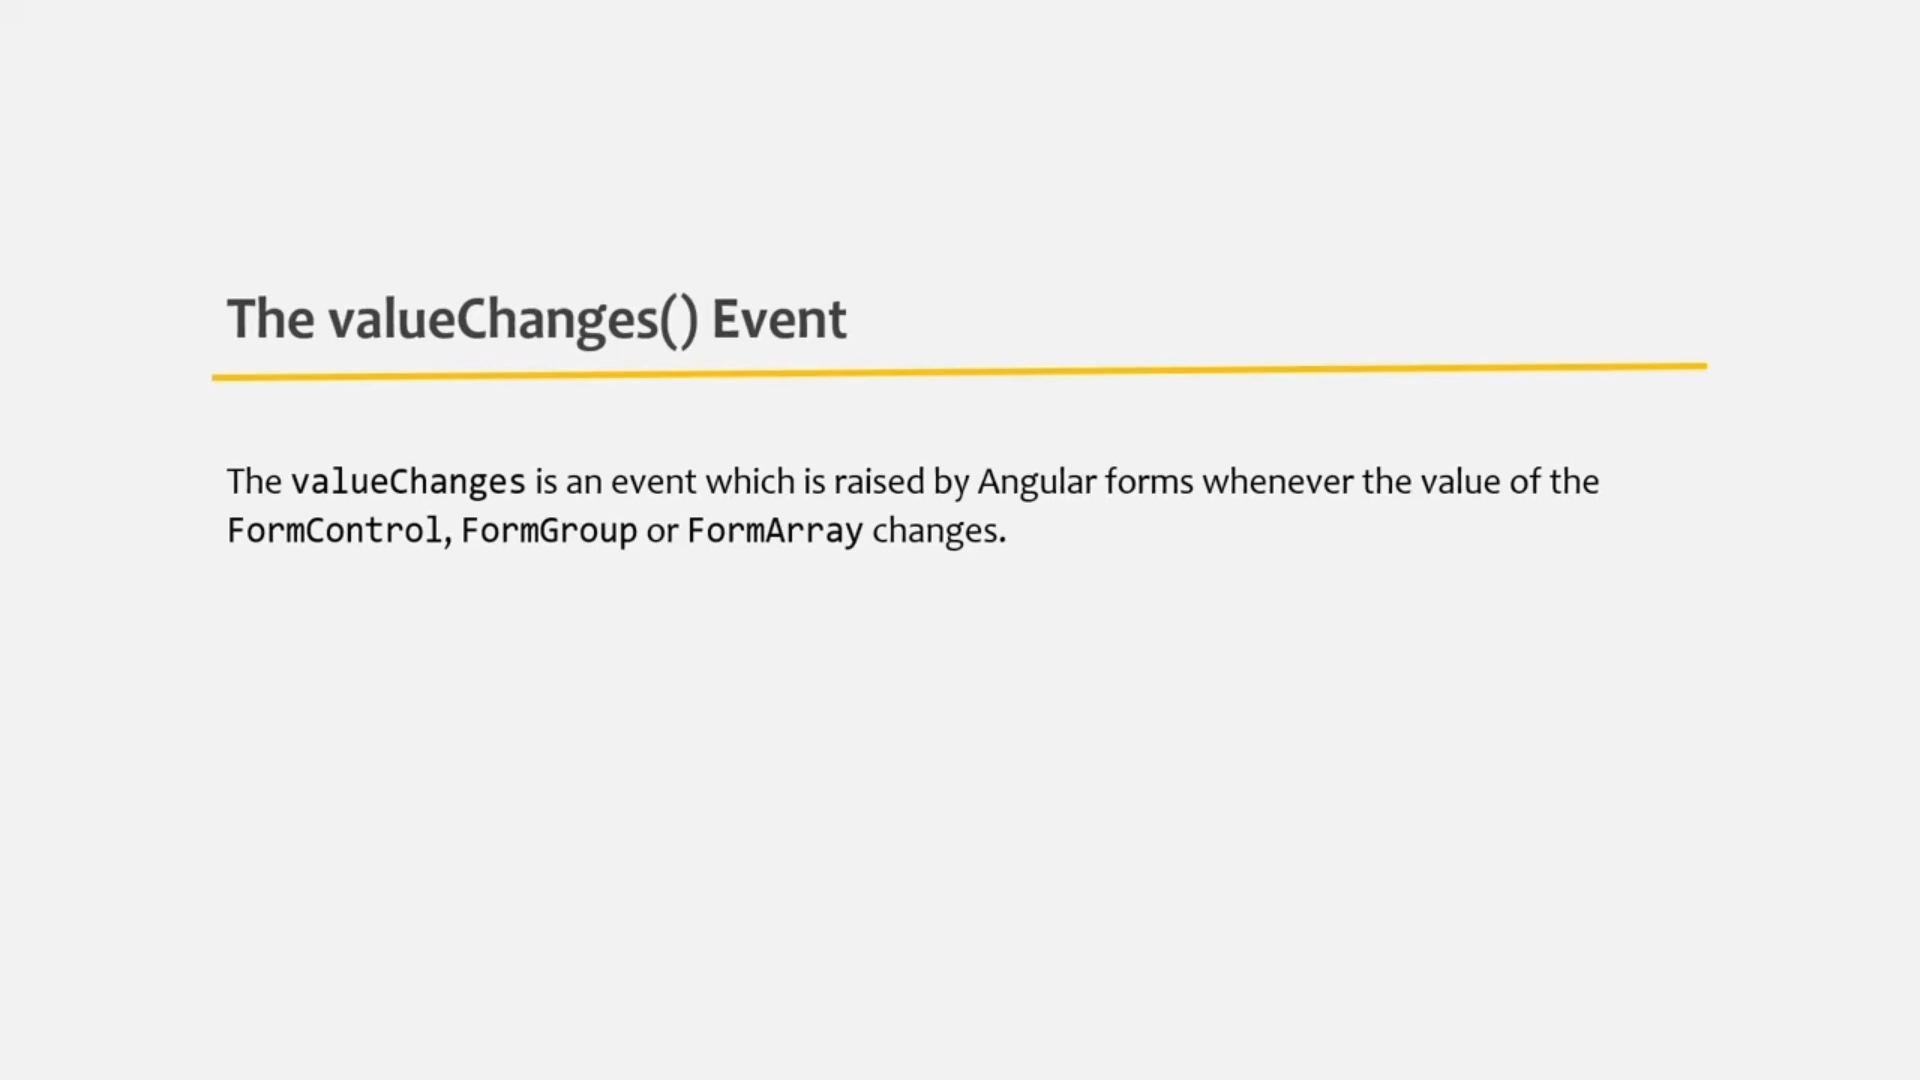 The valueChanges() Event
The valueChanges is an event which is raised by Angular forms whenever the value of the
FormControl, FormGroup or FormArray changes.